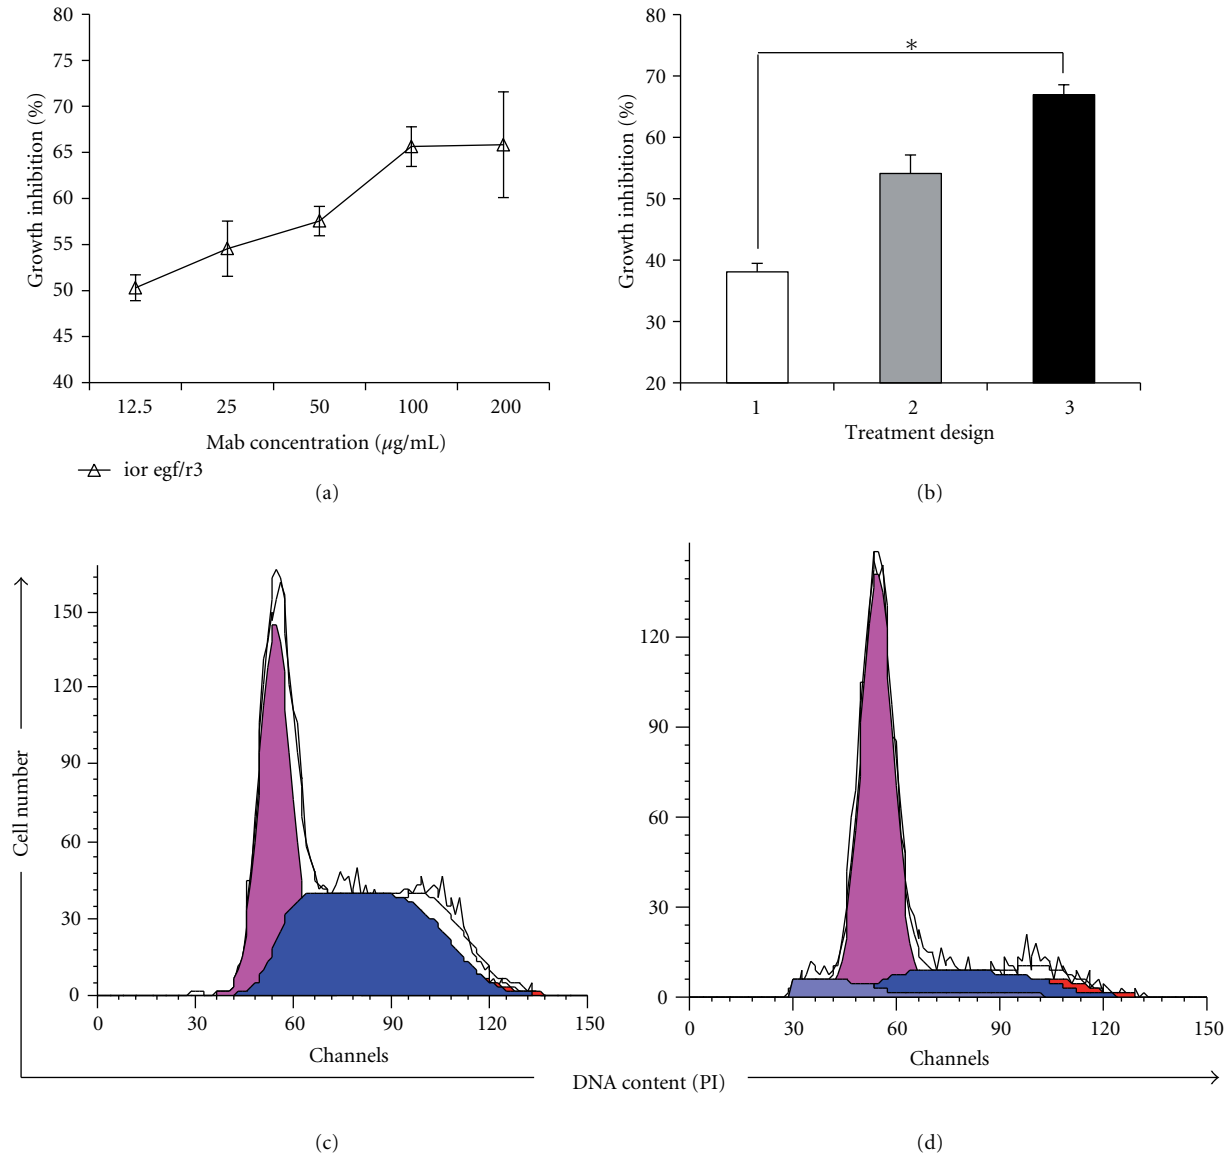 80
75
70
65
60
55
50
45
40
Growth inhibition (%)
12.5 25 50 100 200
Mab concentration (µg/mL)
ior egf/r3
(a)
80
70
60
50
40
30
20
Growth inhibition (%)
*
1 2 3
Treatment design
(b)
150
120
90
60
30
0
Cell number
0 30 60 90 120 150
Channels
(c)
120
90
60
30
0
0 30 60 90 120 150
Channels
DNA content (PI)
(d)